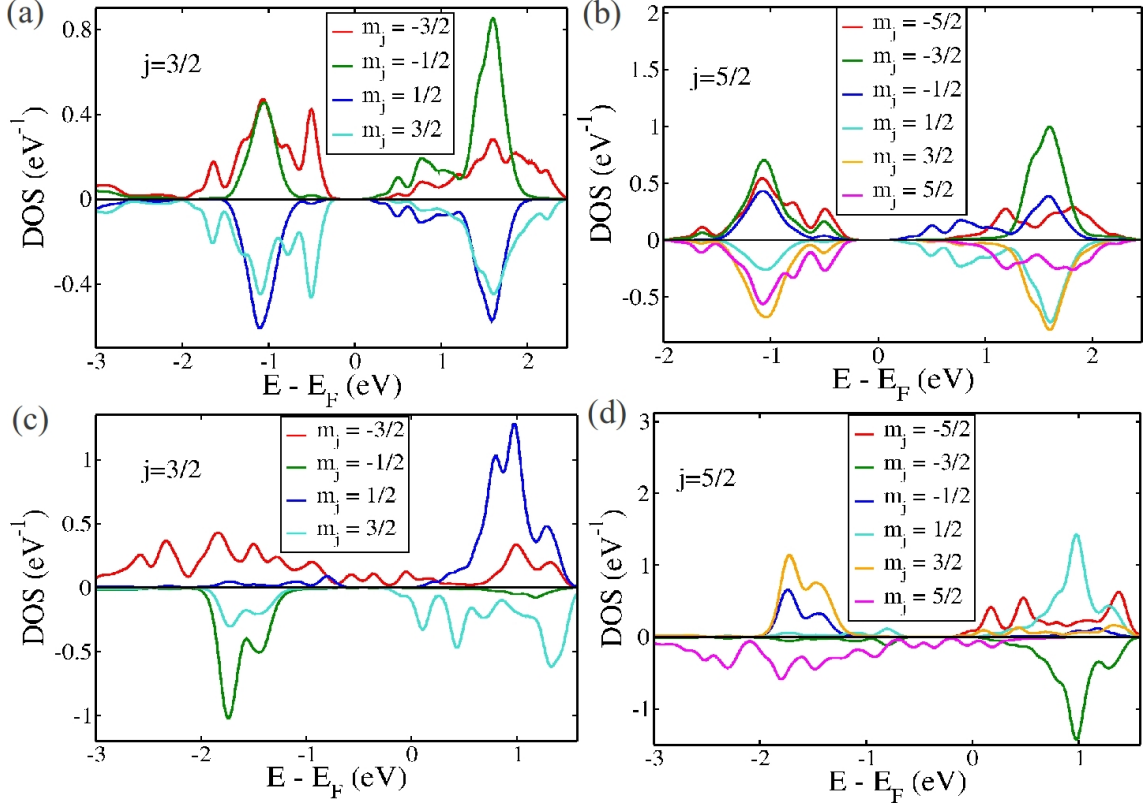 (a)
j=3/2
m_j = -3/2
m_j = -1/2
m_j = 1/2
m_j = 3/2
0.8
0.4
0
-0.4
DOS (eV⁻¹)
-3 -2 -1 0 1 2
E - E_F (eV)
(b)
j=5/2
m_j = -5/2
m_j = -3/2
m_j = -1/2
m_j = 1/2
m_j = 3/2
m_j = 5/2
2
1.5
1
0.5
0
-0.5
DOS (eV⁻¹)
-2 -1 0 1 2
E - E_F (eV)
(c)
j=3/2
m_j = -3/2
m_j = -1/2
m_j = 1/2
m_j = 3/2
1
0.5
0
-0.5
-1
DOS (eV⁻¹)
-3 -2 -1 0 1
E - E_F (eV)
(d)
j=5/2
m_j = -5/2
m_j = -3/2
m_j = -1/2
m_j = 1/2
m_j = 3/2
m_j = 5/2
3
2
1
0
-1
DOS (eV⁻¹)
-3 -2 -1 0 1
E - E_F (eV)